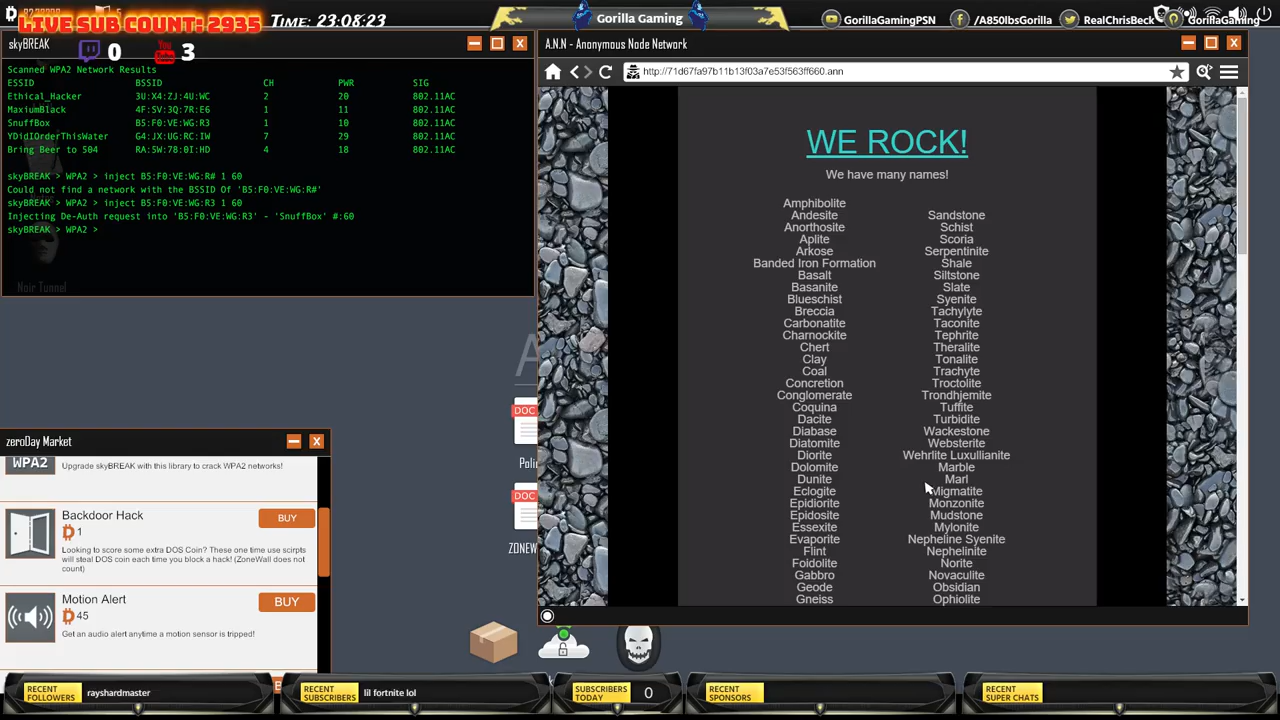 LIVE SUB COUNT: 2935
TIME: 23:08:23
Gorilla Gaming
GorillaGamingPSN
/A850lbsGorilla
RealChrisBeck
GorillaGaming
skyBREAK
0
You
Tube
3
Scanned WPA2 Network Results
ESSID BSSID CH PWR SIG
Ethical_Hacker 3U:X4:ZJ:4U:WC 2 20 802.11AC
MaxiumBlack 4F:SV:3Q:7R:E6 1 11 802.11AC
SnuffBox B5:F0:VE:WG:R3 1 10 802.11AC
YDidIOrderThisWater G4:JX:UG:RC:IW 7 29 802.11AC
Bring Beer to 504 RA:5W:78:0I:HD 4 18 802.11AC
skyBREAK > WPA2 > inject B5:F0:VE:WG:R# 1 60
Could not find a network with the BSSID Of 'B5:F0:VE:WG:R#'
skyBREAK > WPA2 > inject B5:F0:VE:WG:R3 1 60
Injecting De-Auth request into 'B5:F0:VE:WG:R3' - 'SnuffBox' #:60
skyBREAK > WPA2 >
Noir Tunnel
A.N.N - Anonymous Node Network
http://71d67fa97b11b13f03a7e53f563ff660.ann
WE ROCK!
We have many names!
Amphibolite
Andesite
Anorthosite
Aplite
Arkose
Banded Iron Formation
Basalt
Basanite
Blueschist
Breccia
Carbonatite
Charnockite
Chert
Clay
Coal
Concretion
Conglomerate
Coquina
Dacite
Diabase
Diatomite
Diorite
Dolomite
Dunite
Eclogite
Epidiorite
Epidosite
Essexite
Evaporite
Flint
Foidolite
Gabbro
Geode
Gneiss
Sandstone
Schist
Scoria
Serpentinite
Shale
Siltstone
Slate
Syenite
Tachylyte
Taconite
Tephrite
Theralite
Tonalite
Trachyte
Troctolite
Trondhjemite
Tuffite
Turbidite
Wackestone
Websterite
Wehrlite Luxullianite
Marble
Marl
Migmatite
Monzonite
Mudstone
Mylonite
Nepheline Syenite
Nephelinite
Norite
Novaculite
Obsidian
Ophiolite
A
DOC
Poli
DOC
ZONEW
zeroDay Market
WPA2
Upgrade skyBREAK with this library to crack WPA2 networks!
Backdoor Hack
BUY
1
Looking to score some extra DOS Coin? These one time use scirpts
will steal DOS coin each time you block a hack! (ZoneWall does not
count)
Motion Alert
BUY
45
Get an audio alert anytime a motion sensor is tripped!
RECENT
FOLLOWERS
rayshardmaster
RECENT
SUBSCRIBERS
lil fortnite lol
SUBSCRIBERS
TODAY
0
RECENT
SPONSORS
RECENT
SUPER CHATS